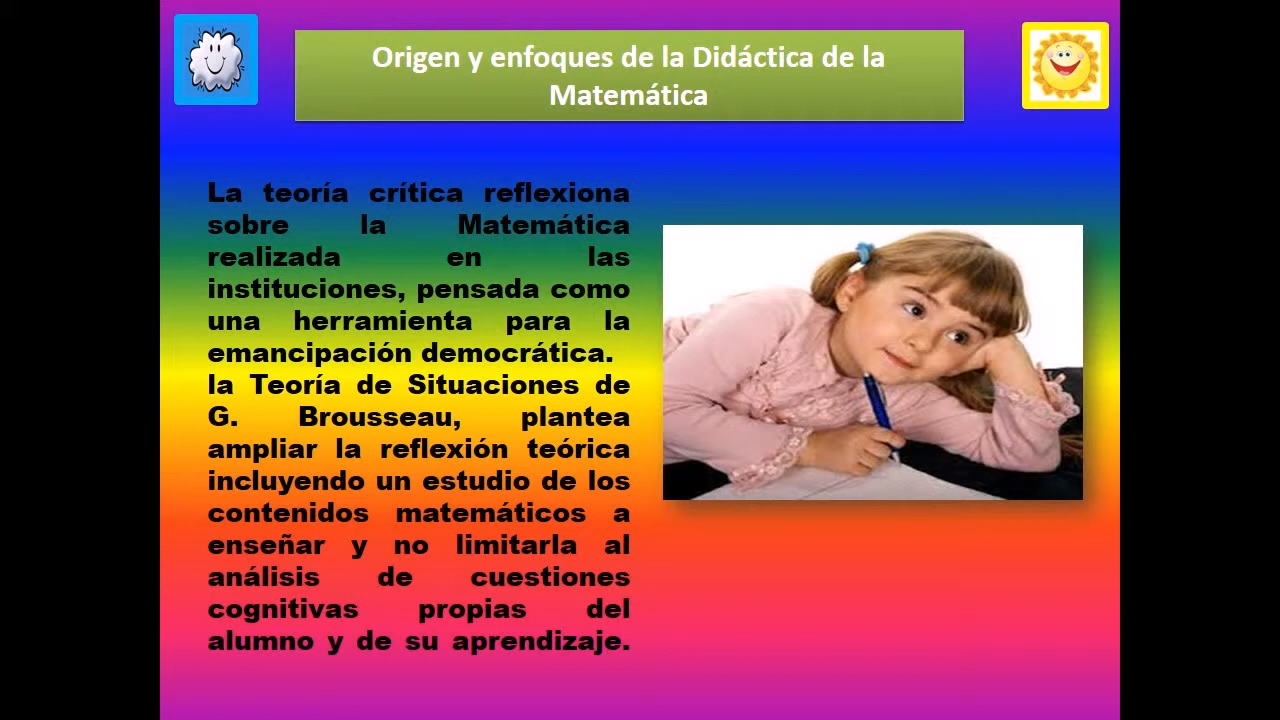 Origen y enfoques de la Didáctica de la
Matemática
La teoría crítica reflexiona
sobre la Matemática
realizada en las
instituciones, pensada como
una herramienta para la
emancipación democrática.
la Teoría de Situaciones de
G. Brousseau, plantea
ampliar la reflexión teórica
incluyendo un estudio de los
contenidos matemáticos a
enseñar y no limitarla al
análisis de cuestiones
cognitivas propias del
alumno y de su aprendizaje.